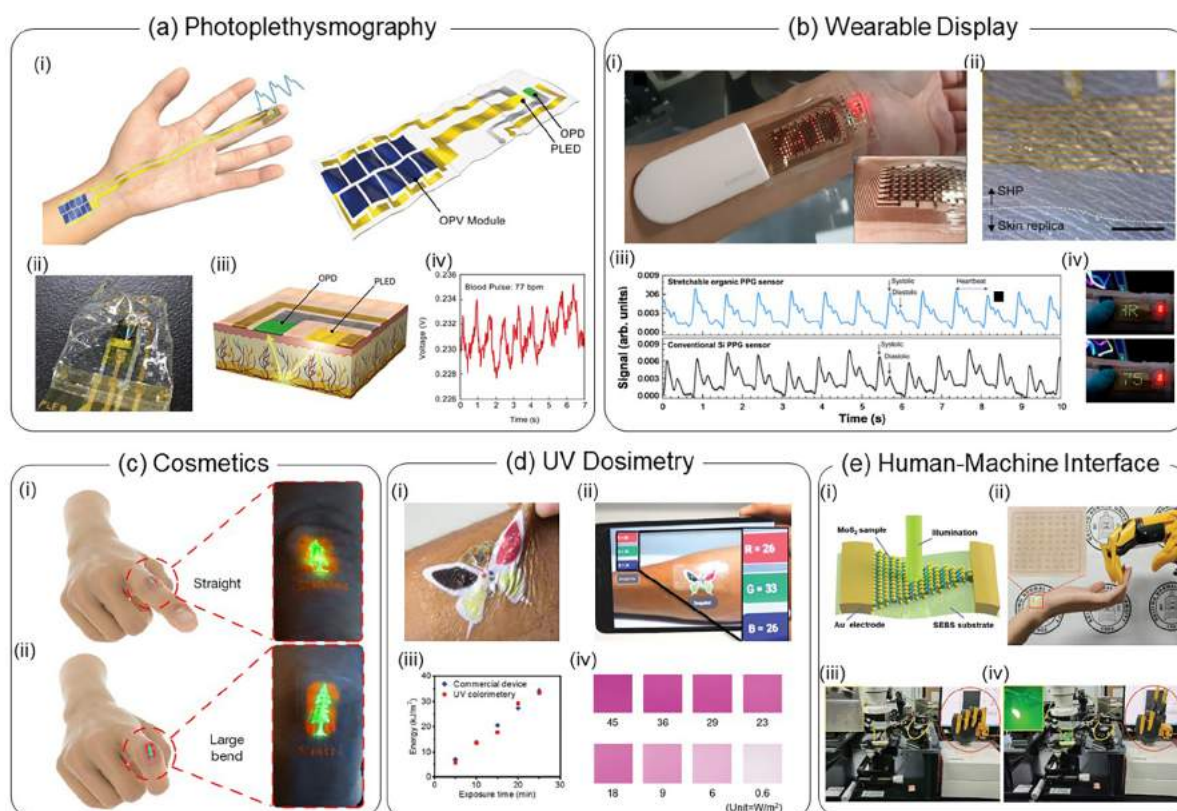 (a) Photoplethysmography
(i)
OPD
PLED
OPV Module
(ii)
(iii)
OPD
PLED
(iv)
0.236
0.234
0.232
0.230
0.228
0.226
Blood Pulse: 77 bpm
Voltage (V)
0 1 2 3 4 5 6 7
Time (s)
(b) Wearable Display
(i)
(ii)
SHP
Skin replica
(iii)
Signal (arb. units)
0.009
0.003
0.000
Stretchable organic PPG sensor
Systolic
Diastolic
Heartbeat
0.009
0.006
0.003
0.000
Conventional Si PPG sensor
Systolic
Diastolic
0 1 2 3 4 5 6 7 8 9 10
Time (s)
(iv)
75
(c) Cosmetics
(i)
Straight
(ii)
Large
bend
(d) UV Dosimetry
(i)
(ii)
R = 26
G = 33
B = 26
(iii)
Energy (kJ/m²)
40
30
20
10
0
Commercial device
UV colorimetery
0 10 20 30
Exposure time (min)
(iv)
45 36 29 23
18 9 6 0.6
(Unit=W/m²)
(e) Human-Machine Interface
(i)
MoS₂ sample
Illumination
Au electrode
SEBS substrate
(ii)
(iii)
(iv)